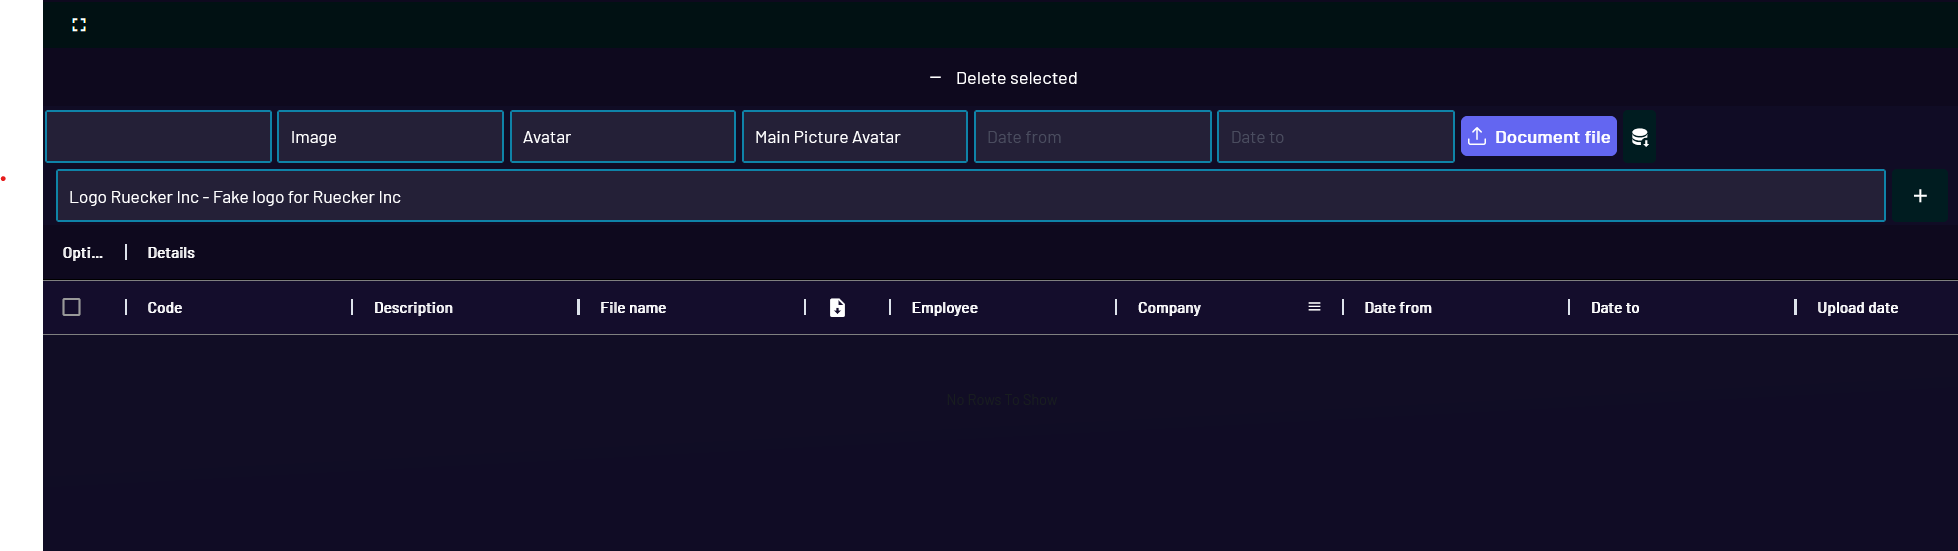 Delete selected
Image Avatar Main Picture Avatar Date from Date to Document file
Logo Ruecker Inc - Fake logo for Ruecker Inc
Opti... Details
Code Description File name Employee Company Date from Date to Upload date
No Rows To Show